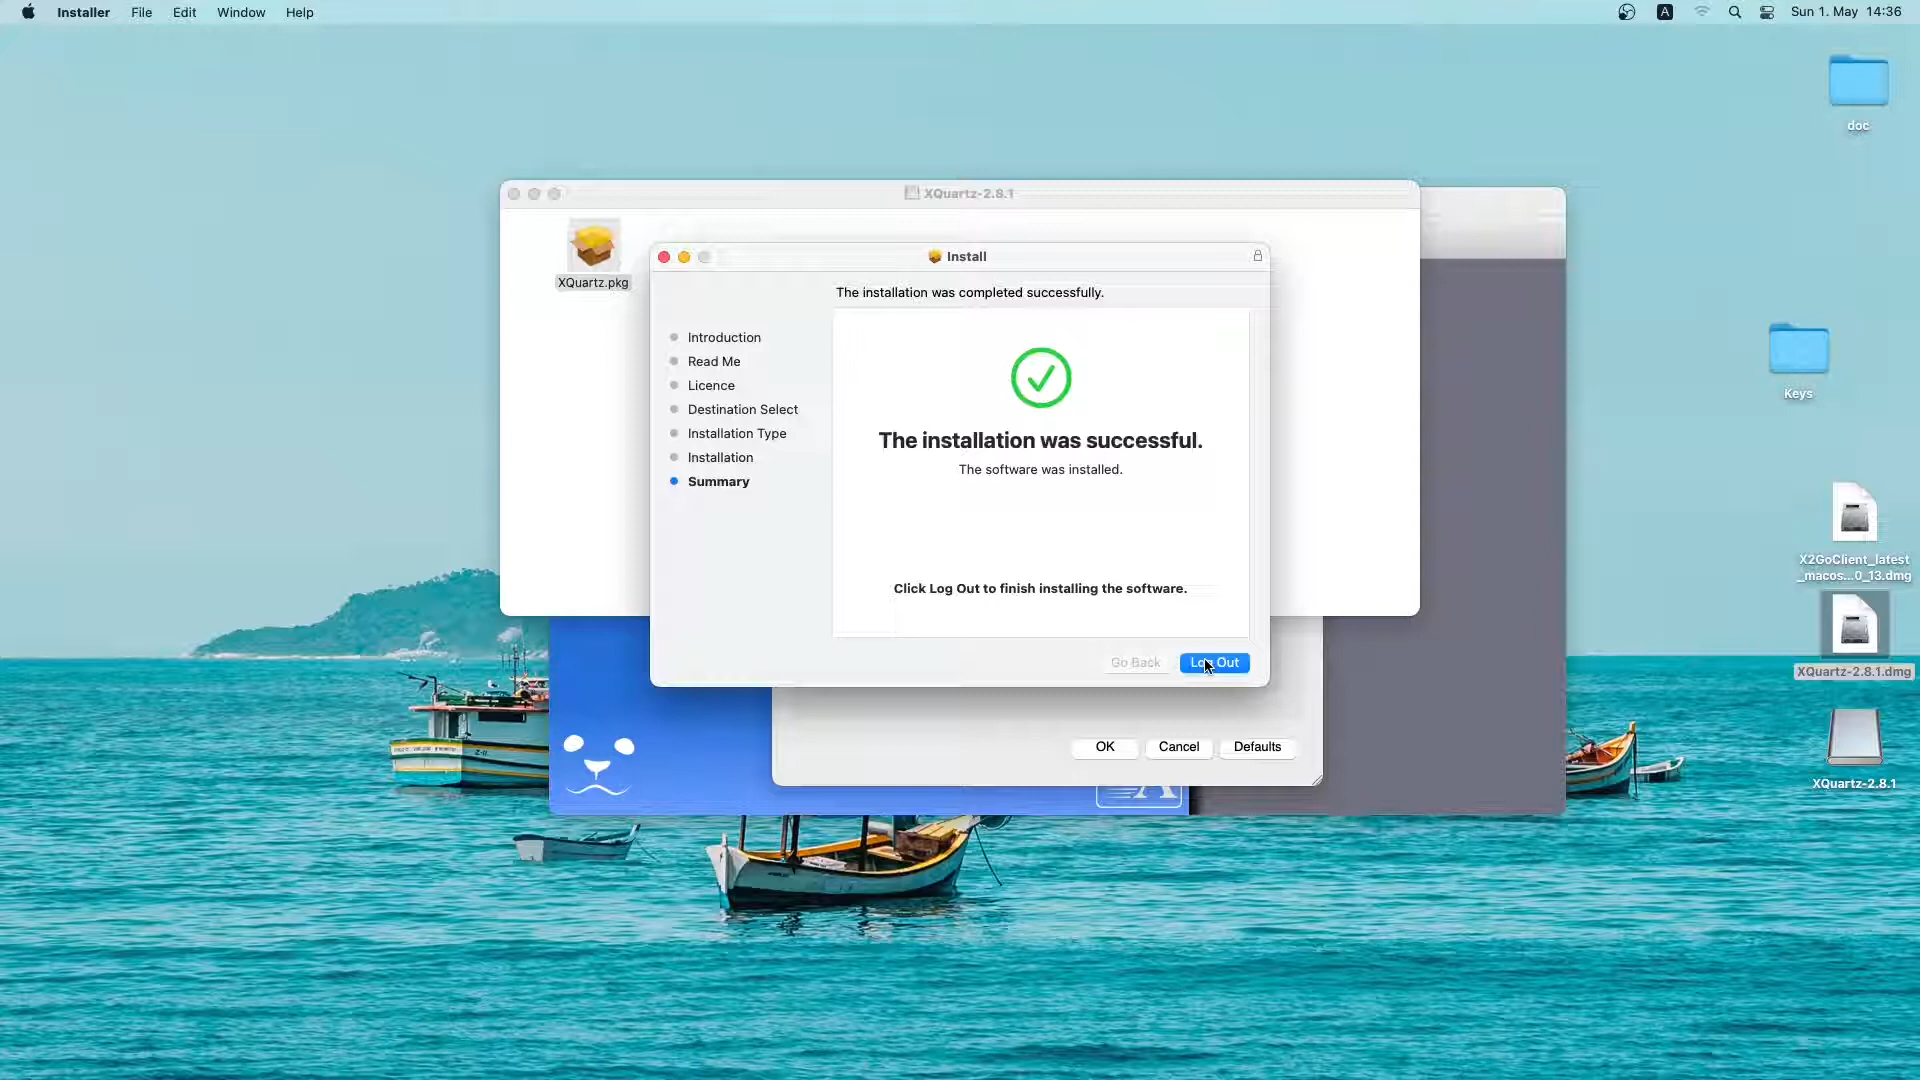 Installer File Edit Window Help
A Sun 1. May 14:36
doc
XQuartz-2.8.1
XQuartz.pkg
Install
The installation was completed successfully.
Introduction
Read Me
Licence
Destination Select
Installation Type
Installation
Summary
The installation was successful.
The software was installed.
Click Log Out to finish installing the software.
Go Back Log Out
OK Cancel Defaults
Keys
X2GoClient_latest
_macos...0_13.dmg
XQuartz-2.8.1.dmg
XQuartz-2.8.1